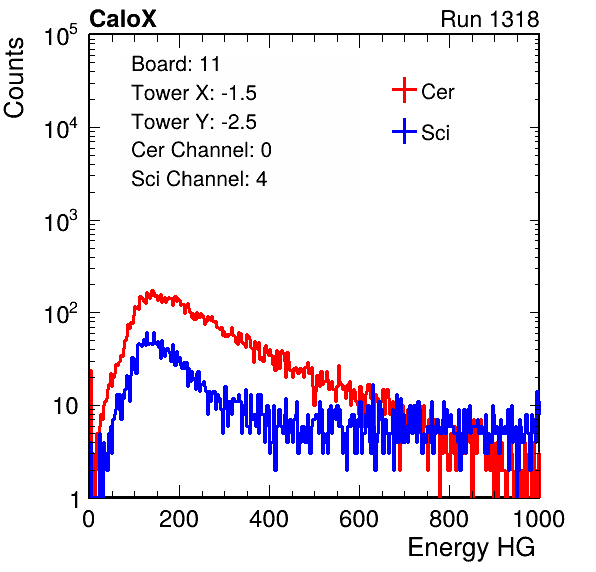 CaloX
Run 1318
Counts
10^5
10^4
10^3
10^2
10
1
Board: 11
Tower X: -1.5
Tower Y: -2.5
Cer Channel: 0
Sci Channel: 4
Cer
Sci
0 200 400 600 800 1000
Energy HG